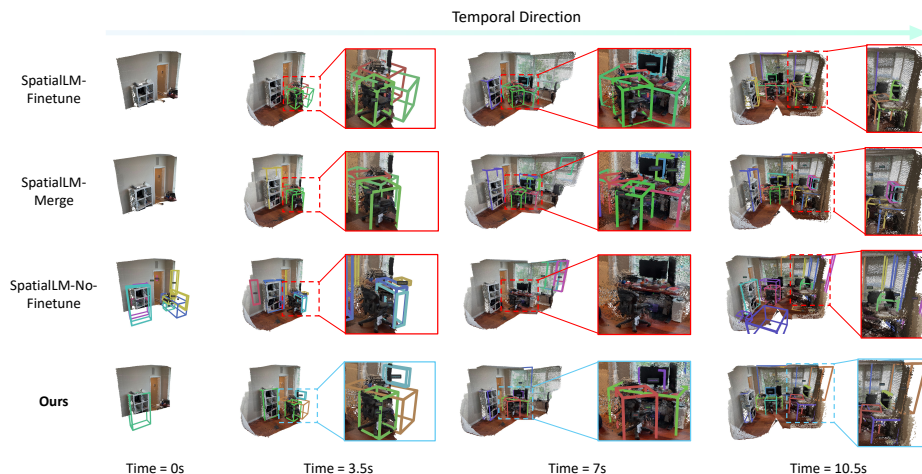 Temporal Direction
SpatialLM-
Finetune
SpatialLM-
Merge
SpatialLM-No-
Finetune
Ours
Time = 0s
Time = 3.5s
Time = 7s
Time = 10.5s